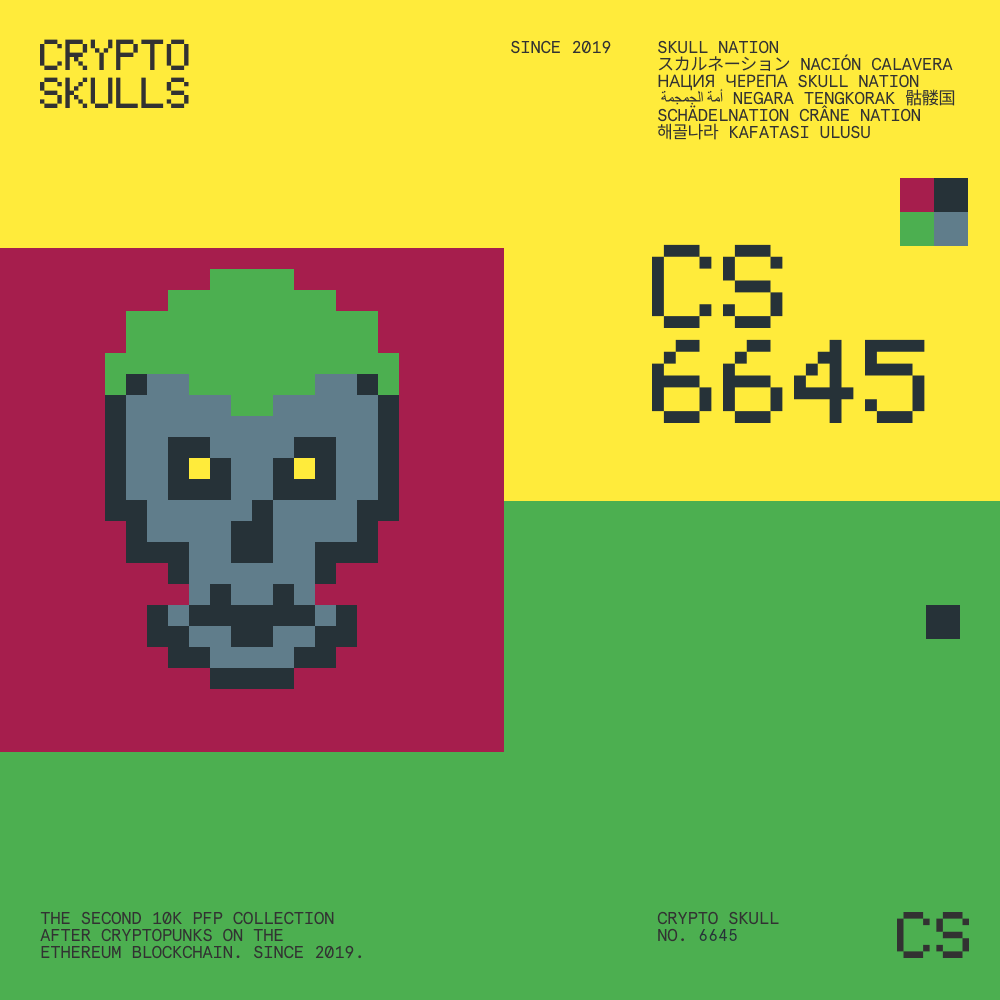 CRYPTO
SKULLS
SINCE 2019
SKULL NATION
スカルネーション NACIÓN CALAVERA
НАЦИЯ ЧЕРЕПА SKULL NATION
أمة الجمجمة NEGARA TENGKORAK 骷髅国
SCHÄDELNATION CRÂNE NATION
해골나라 KAFATASI ULUSU
CS
6645
THE SECOND 10K PFP COLLECTION
AFTER CRYPTOPUNKS ON THE
ETHEREUM BLOCKCHAIN. SINCE 2019.
CRYPTO SKULL
NO. 6645
CS